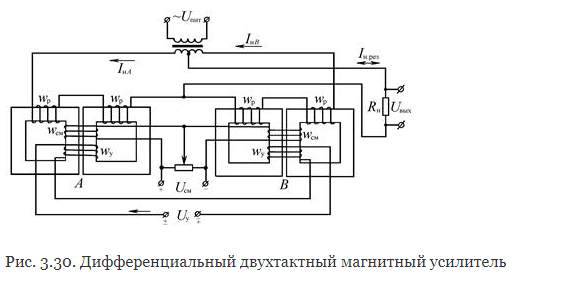 ~Uпит
IнВ
IнА
Iн рез
wр wр wр wр
Rн Uвых
wсм wсм
wу wу
A Uсм B
Uу
Рис. 3.30. Дифференциальный двухтактный магнитный усилитель